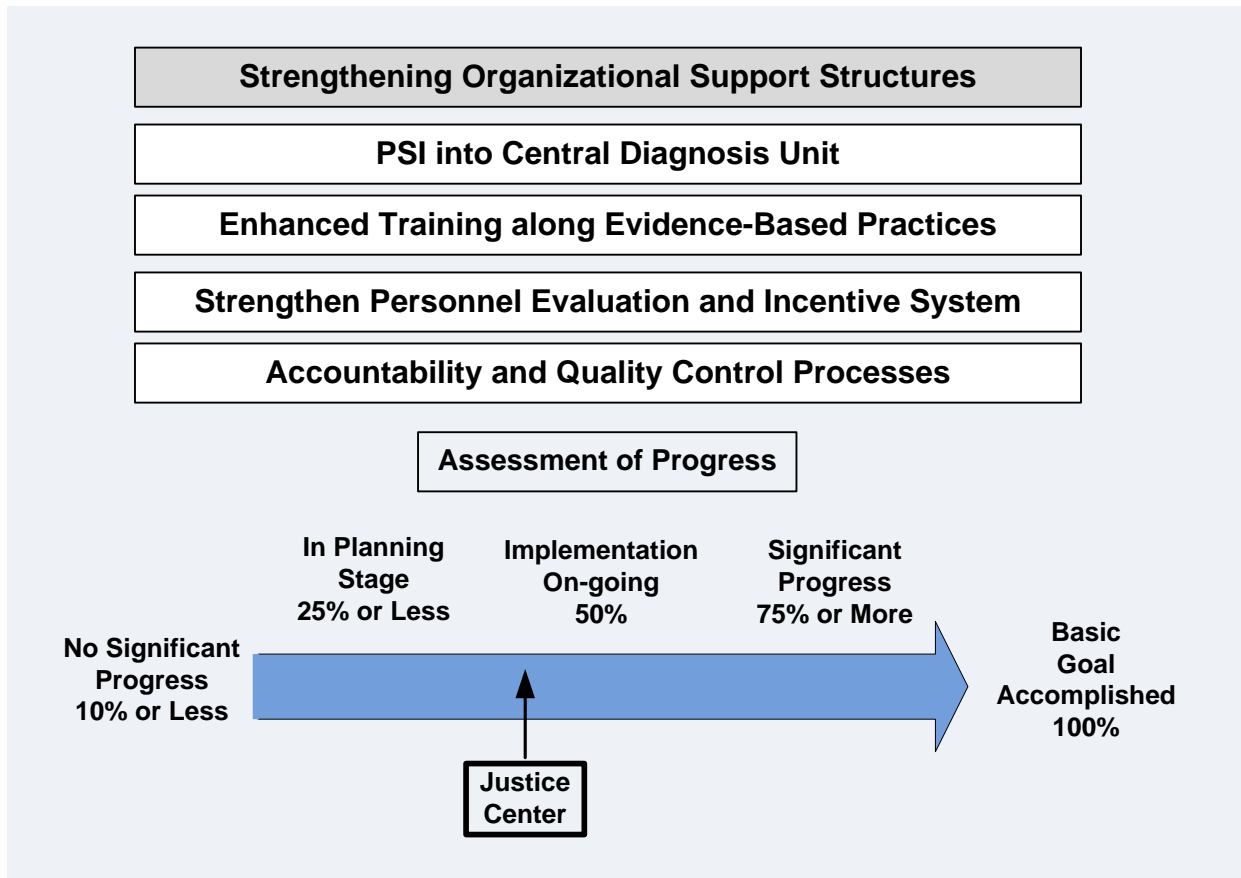 Strengthening Organizational Support Structures
PSI into Central Diagnosis Unit
Enhanced Training along Evidence-Based Practices
Strengthen Personnel Evaluation and Incentive System
Accountability and Quality Control Processes
Assessment of Progress
No Significant
Progress
10% or Less
In Planning
Stage
25% or Less
Implementation
On-going
50%
Significant
Progress
75% or More
Basic
Goal
Accomplished
100%
Justice
Center